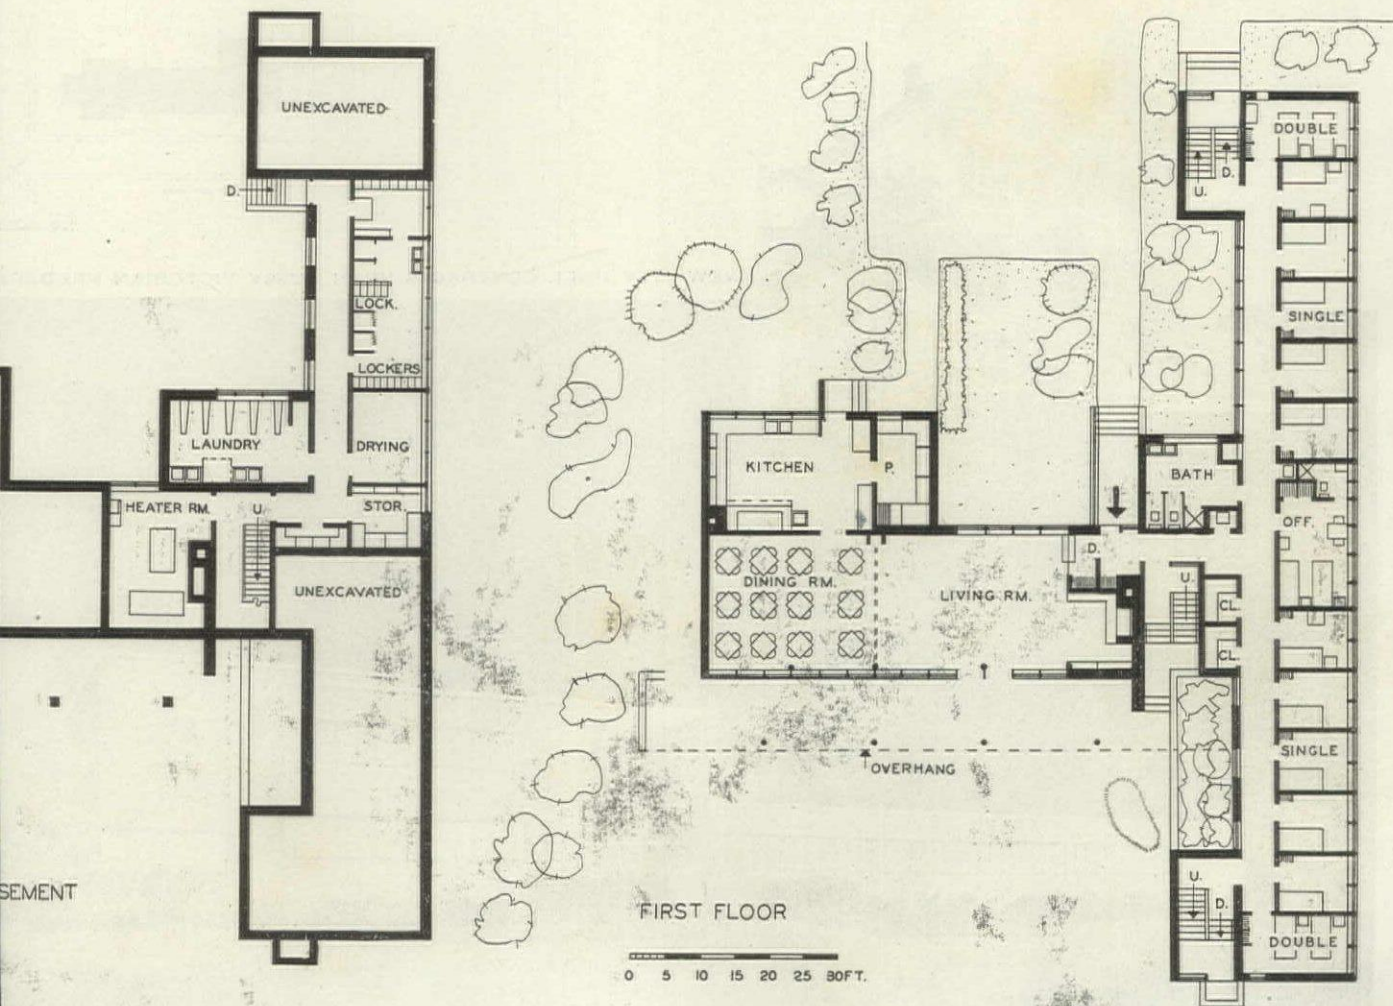 UNEXCAVATED
D.
LOCK.
LOCKERS
LAUNDRY
DRYING
HEATER RM.
U.
STOR.
UNEXCAVATED
SEMENT
DOUBLE
U.
D.
SINGLE
KITCHEN
P.
BATH
OFF.
D.
DINING RM.
LIVING RM.
U.
CL.
CL.
SINGLE
OVERHANG
U.
D.
DOUBLE
FIRST FLOOR
0 5 10 15 20 25 30FT.